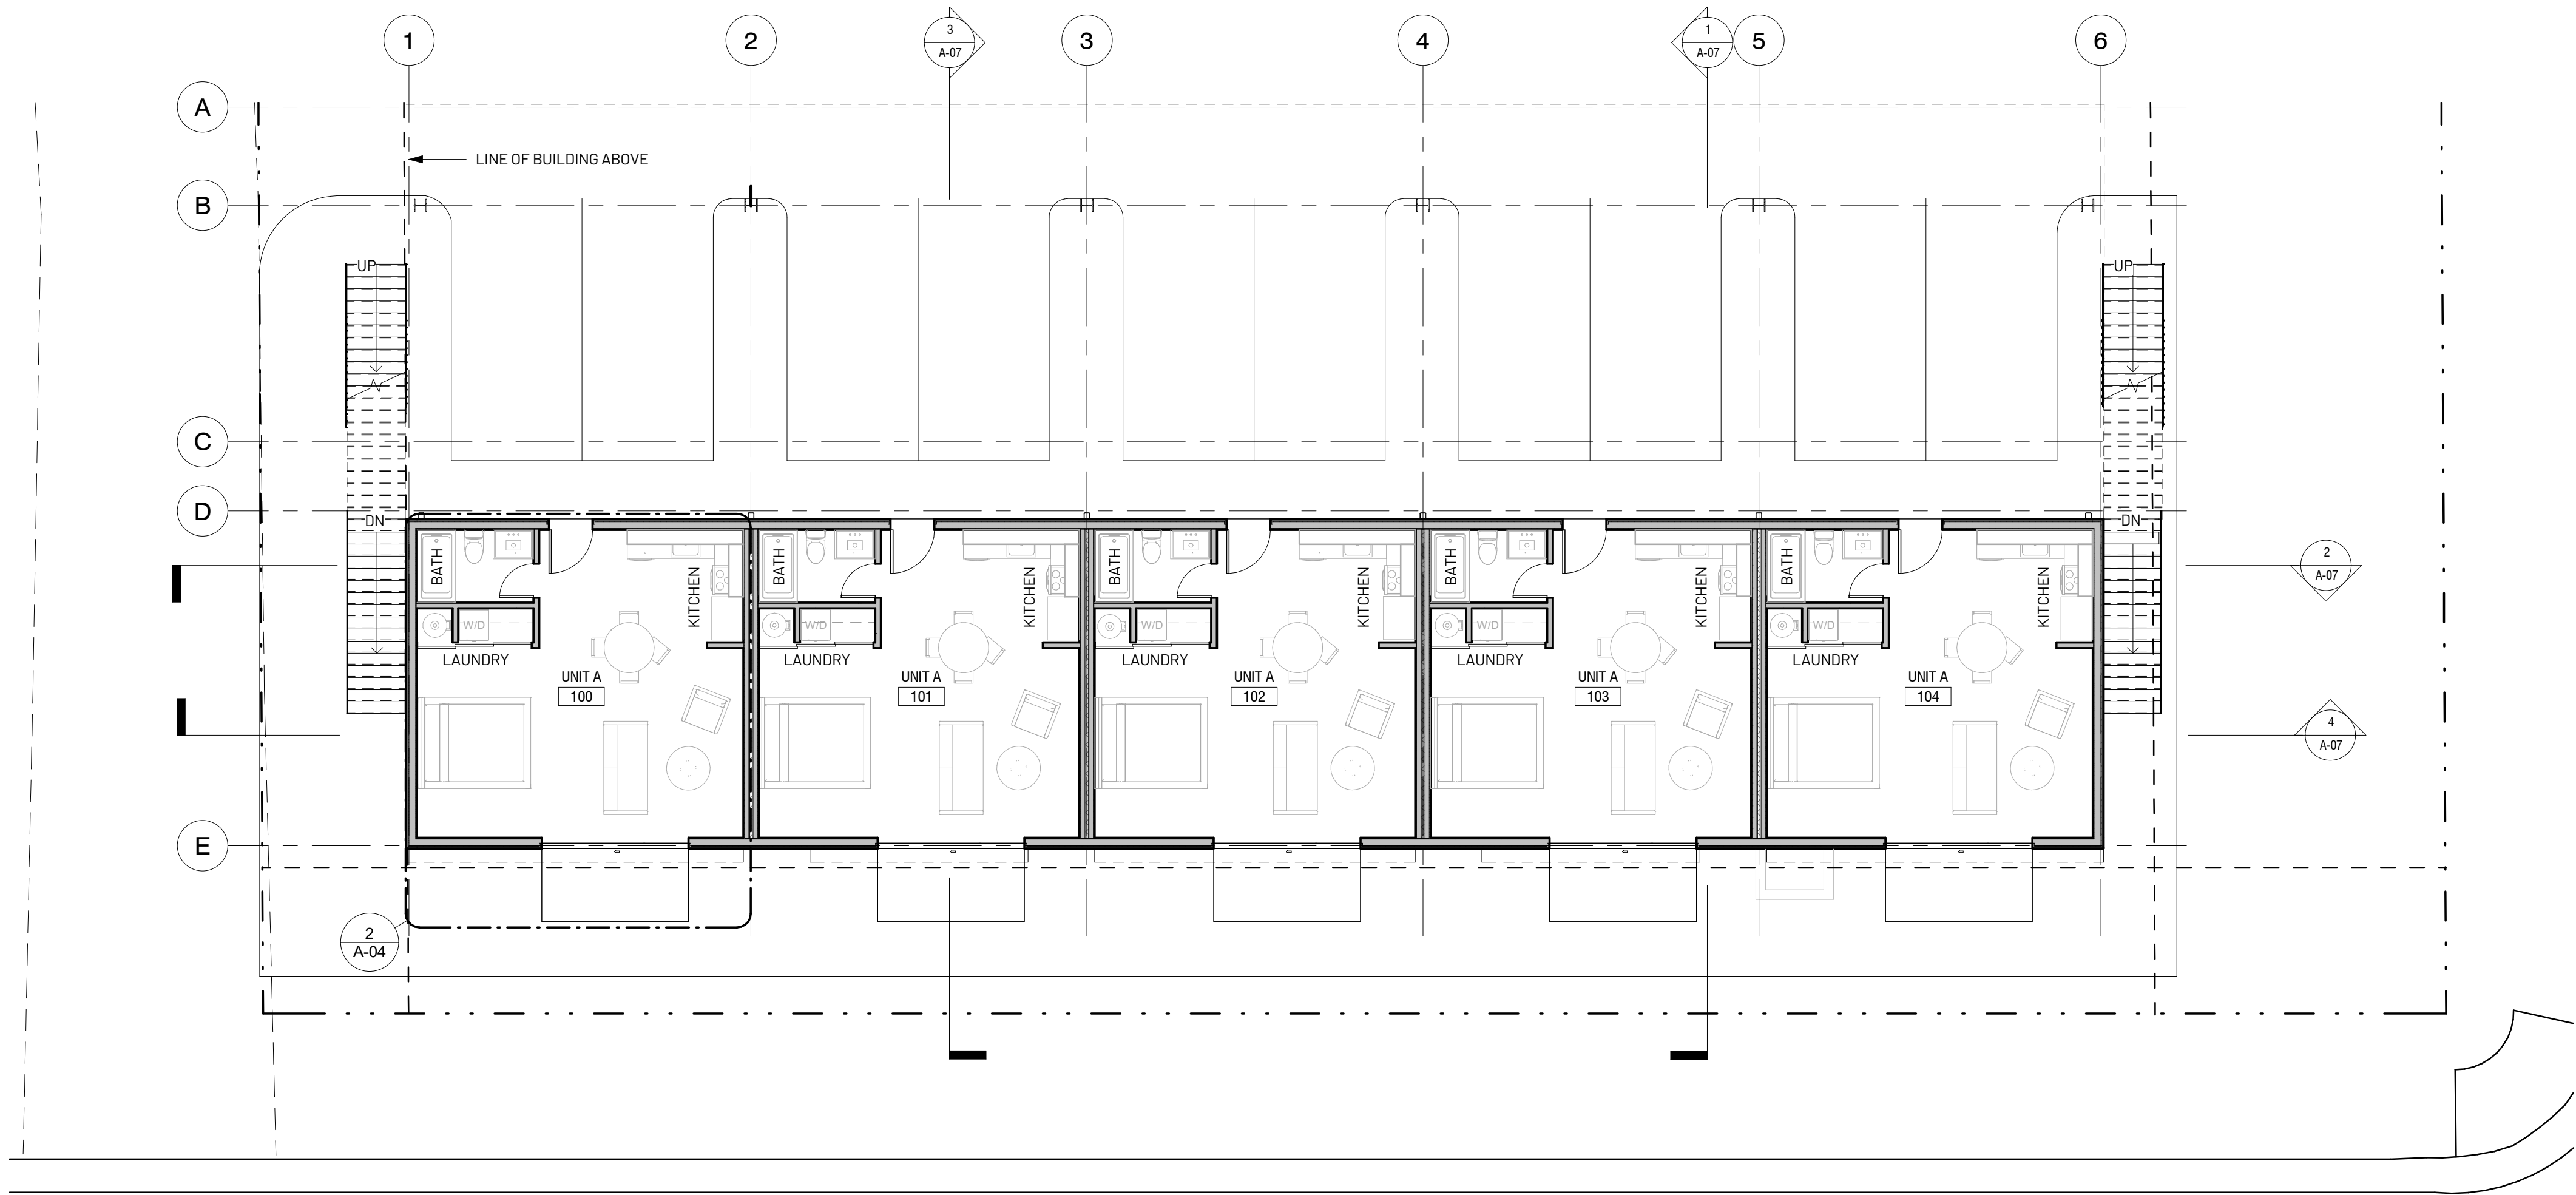 1
2
3
A-07
3
4
1
A-07
5
6
A
LINE OF BUILDING ABOVE
B
UP
UP
C
D
DN
DN
BATH
KITCHEN
BATH
KITCHEN
BATH
KITCHEN
BATH
KITCHEN
BATH
KITCHEN
2
A-07
W/D
W/D
W/D
W/D
W/D
LAUNDRY
LAUNDRY
LAUNDRY
LAUNDRY
LAUNDRY
UNIT A
100
UNIT A
101
UNIT A
102
UNIT A
103
UNIT A
104
4
A-07
E
2
A-04